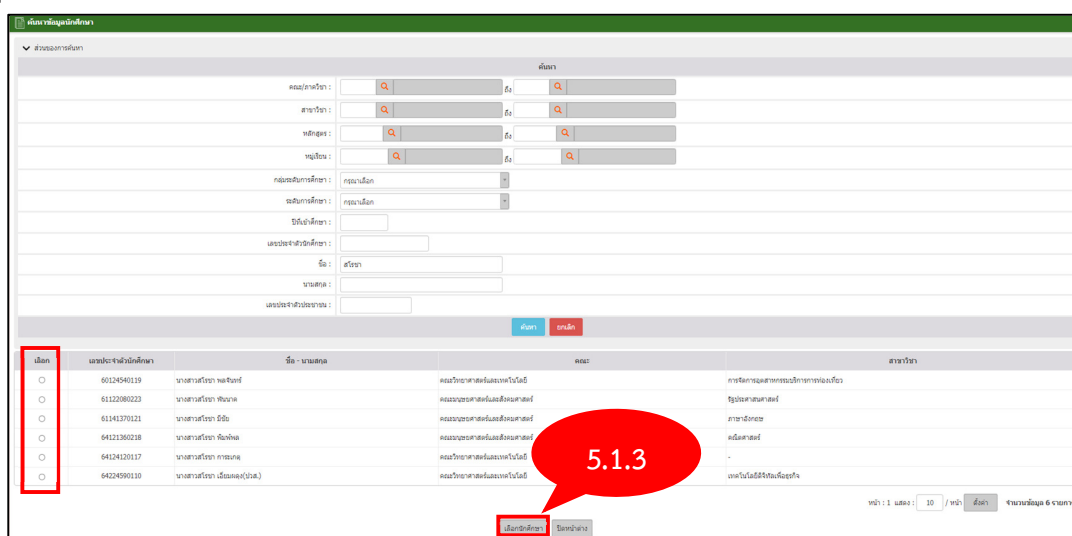 ค้นหาข้อมูลนักศึกษา
ส่วนของการค้นหา
ค้นหา
คณะ/ภาควิชา : ถึง
สาขาวิชา : ถึง
หลักสูตร : ถึง
หมู่เรียน : ถึง
กลุ่มระดับการศึกษา : กรุณาเลือก
ระดับการศึกษา : กรุณาเลือก
ปีที่เข้าศึกษา :
เลขประจำตัวนักศึกษา :
ชื่อ : สโรชา
นามสกุล :
เลขประจำตัวประชาชน :
ค้นหา ยกเลิก
เลือก เลขประจำตัวนักศึกษา ชื่อ - นามสกุล คณะ สาขาวิชา
60124540119 นางสาวสโรชา พลจันทร์ คณะวิทยาศาสตร์และเทคโนโลยี การจัดการอุตสาหกรรมบริการการท่องเที่ยว
61122080223 นางสาวสโรชา พันนาค คณะมนุษยศาสตร์และสังคมศาสตร์ รัฐประศาสนศาสตร์
61141370121 นางสาวสโรชา มีชัย คณะมนุษยศาสตร์และสังคมศาสตร์ ภาษาอังกฤษ
64121360218 นางสาวสโรชา พิมพ์พล คณะมนุษยศาสตร์และสังคมศาสตร์ คณิตศาสตร์
64124120117 นางสาวสโรชา การะเกตุ คณะวิทยาศาสตร์และเทคโนโลยี -
64224590110 นางสาวสโรชา เอี่ยมผดุง(ปวส.) คณะวิทยาศาสตร์และเทคโนโลยี เทคโนโลยีดิจิทัลเพื่อธุรกิจ
5.1.3
หน้า : 1 แสดง : 10 / หน้า ตั้งค่า จำนวนข้อมูล 6 รายกา
เลือกนักศึกษา ปิดหน้าต่าง